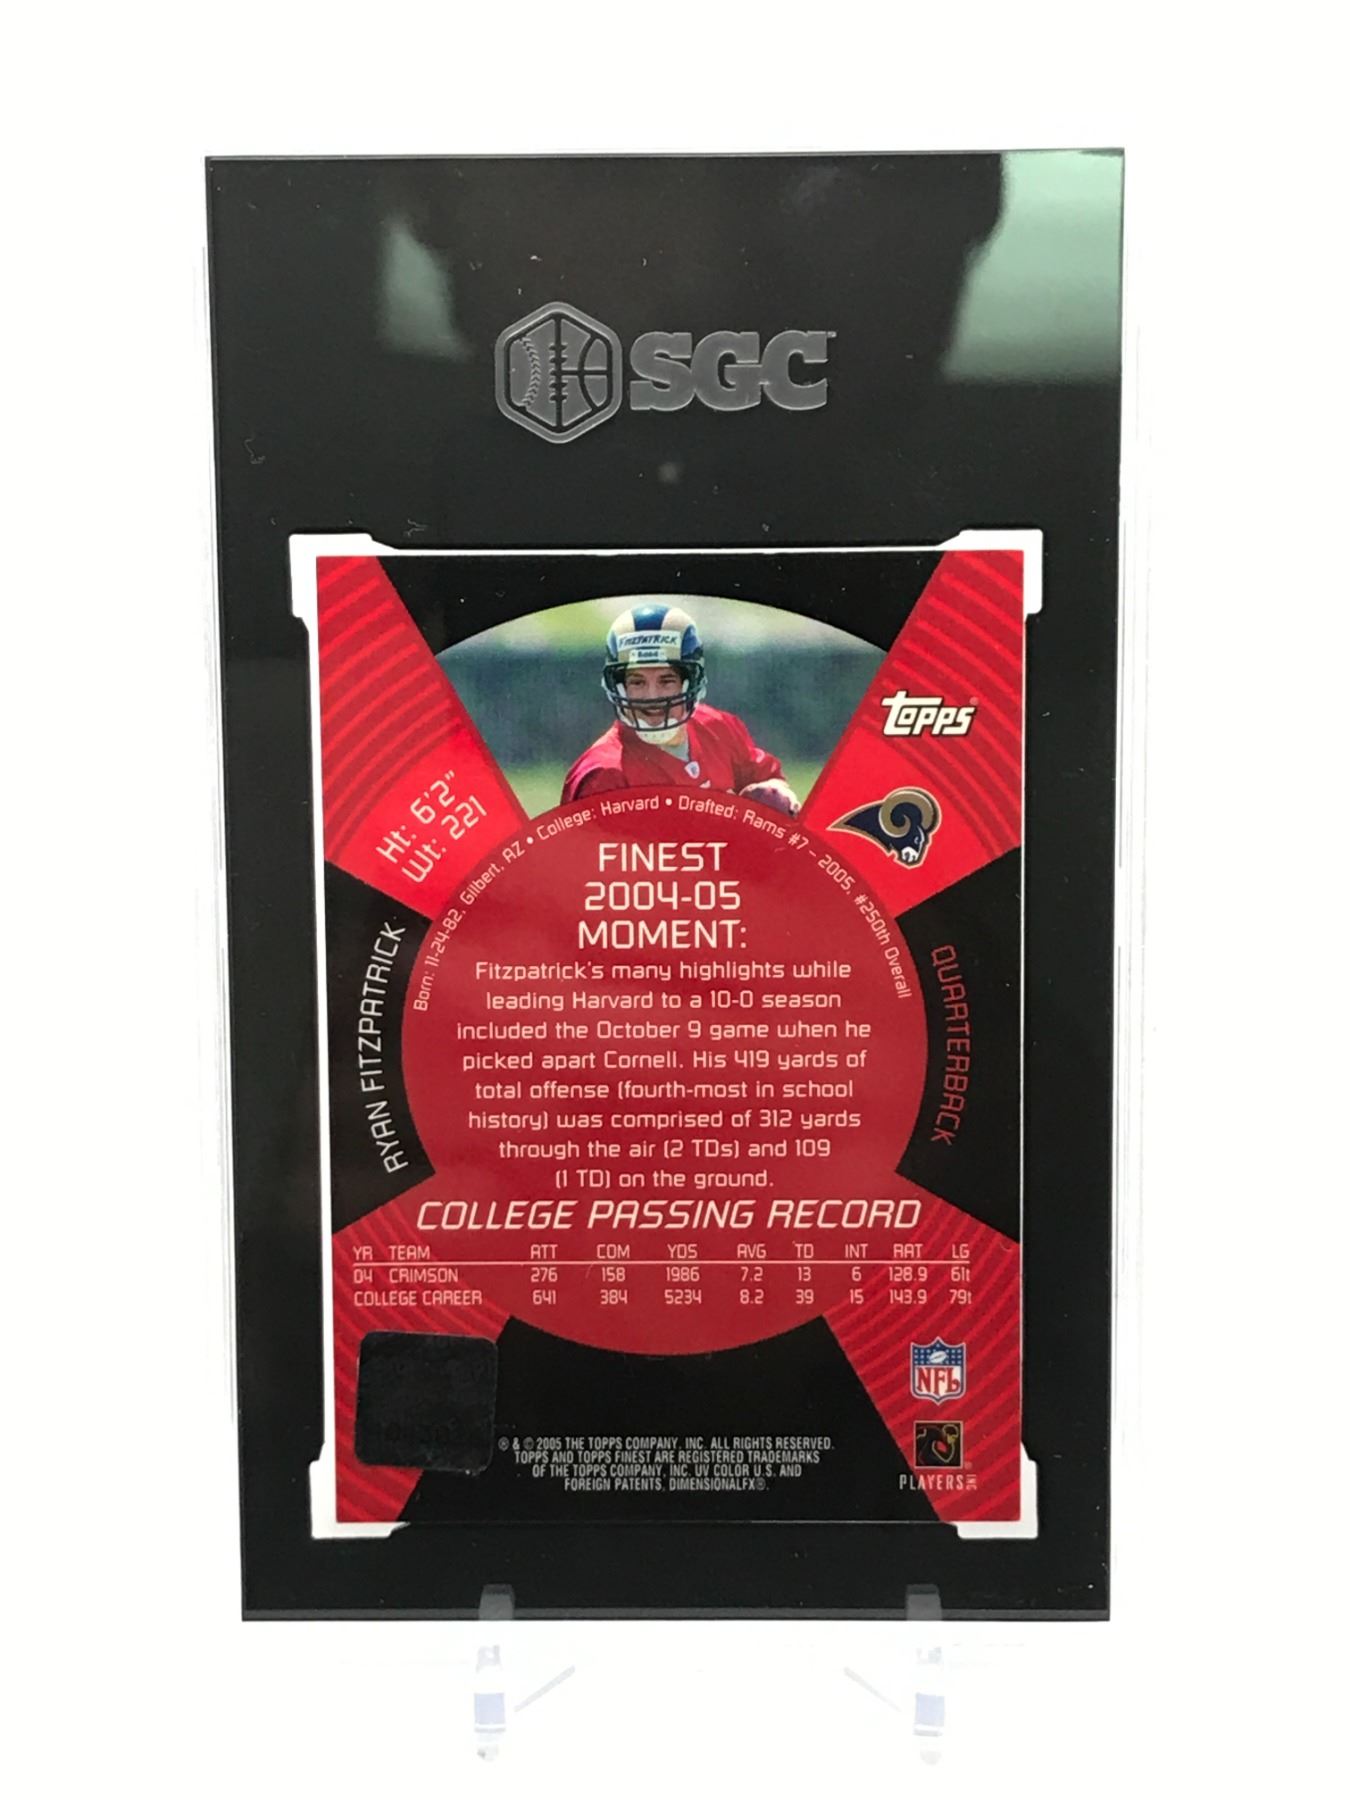 SGC
FITZPATRICK
Riddell
TOPPS
Ht: 6'2"
Wt: 221
Born: 11-24-82, Gilbert, AZ • College: Harvard • Drafted: Rams #7 - 2005, #250th Overall
RYAN FITZPATRICK
QUARTERBACK
FINEST
2004-05
MOMENT:
Fitzpatrick's many highlights while
leading Harvard to a 10-0 season
included the October 9 game when he
picked apart Cornell. His 419 yards of
total offense (fourth-most in school
history) was comprised of 312 yards
through the air (2 TDs) and 109
(1 TD) on the ground.
COLLEGE PASSING RECORD
YR TEAM ATT COM YDS AVG TD INT RAT LG
04 CRIMSON 276 158 1986 7.2 13 6 128.9 61t
COLLEGE CAREER 641 384 5234 8.2 39 15 143.9 79t
NFL
PLAYERS INC
® & © 2005 THE TOPPS COMPANY, INC. ALL RIGHTS RESERVED.
TOPPS AND TOPPS FINEST ARE REGISTERED TRADEMARKS
OF THE TOPPS COMPANY, INC. UV COLOR U.S. AND
FOREIGN PATENTS, DIMENSIONALFX®.